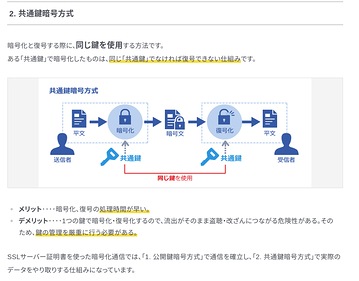 2. 共通鍵暗号方式
暗号化と復号する際に、同じ鍵を使用する方法です。
ある「共通鍵」で暗号化したものは、同じ「共通鍵」でなければ復号できない仕組みです。
共通鍵暗号方式
平文
暗号化
暗号文
復号化
平文
送信者
共通鍵
共通鍵
受信者
同じ鍵を使用
メリット････暗号化、復号の処理時間が早い。
デメリット････1つの鍵で暗号化・復号化するので、流出がそのまま盗聴・改ざんにつながる危険性がある。そのため、鍵の管理を厳重に行う必要がある。
SSLサーバー証明書を使った暗号化通信では、「1. 公開鍵暗号方式」で通信を確立し、「2. 共通鍵暗号方式」で実際のデータをやり取りする仕組みになっています。